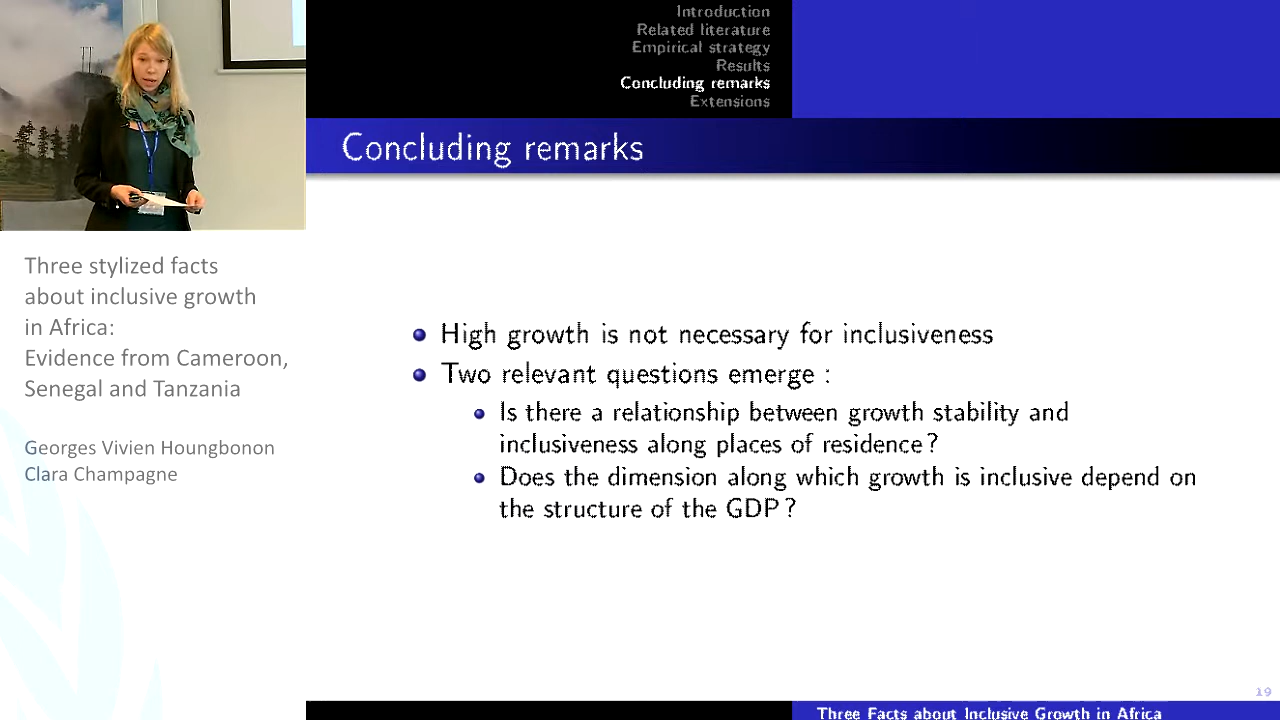 Introduction
Related literature
Empirical strategy
Results
Concluding remarks
Extensions
Concluding remarks
Three stylized facts
about inclusive growth
in Africa:
Evidence from Cameroon,
Senegal and Tanzania
Georges Vivien Houngbonon
Clara Champagne
High growth is not necessary for inclusiveness
Two relevant questions emerge :
Is there a relationship between growth stability and
inclusiveness along places of residence ?
Does the dimension along which growth is inclusive depend on
the structure of the GDP ?
19
Three Facts about Inclusive Growth in Africa